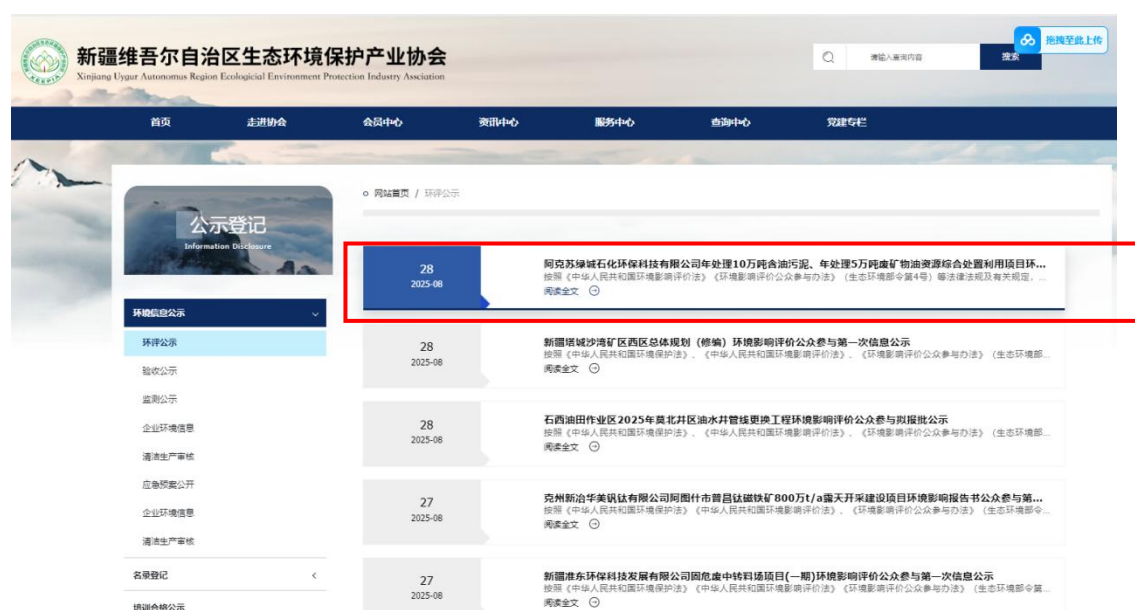 新疆维吾尔自治区生态环境保护产业协会
Xinjiang Uygur Autonomus Region Ecologicial Environment Protection Industry Assciation
请输入查询内容
搜索
拖拽至此上传
首页 走进协会 会员中心 资讯中心 服务中心 查询中心 党建专栏
网站首页 / 环评公示
公示登记
Information Disclosure
环境信息公示
环评公示
验收公示
监测公示
企业环境信息
清洁生产审核
应急预案公开
企业环境信息
清洁生产审核
名录登记
培训合格公示
28
2025-08
阿克苏绿城石化环保科技有限公司年处理10万吨含油污泥、年处理5万吨废矿物油资源综合处置利用项目环...
按照《中华人民共和国环境影响评价法》《环境影响评价公众参与办法》（生态环境部令第4号）等法律法规及有关规定，...
阅读全文
28
2025-08
新疆塔城沙湾矿区西区总体规划（修编）环境影响评价公众参与第一次信息公示
按照《中华人民共和国环境保护法》、《中华人民共和国环境影响评价法》、《环境影响评价公众参与办法》（生态环境部...
阅读全文
28
2025-08
石西油田作业区2025年莫北井区油水井管线更换工程环境影响评价公众参与拟报批公示
按照《中华人民共和国环境保护法》、《中华人民共和国环境影响评价法》、《环境影响评价公众参与办法》（生态环境部...
阅读全文
27
2025-08
克州新冶华美钒钛有限公司阿图什市普昌钛磁铁矿800万t/a露天开采建设项目环境影响报告书公众参与第...
按照《中华人民共和国环境保护法》《中华人民共和国环境影响评价法》、《环境影响评价公众参与办法》（生态环境部令...
阅读全文
27
2025-08
新疆准东环保科技发展有限公司固危废中转料场项目(一期)环境影响评价公众参与第一次信息公示
按照《中华人民共和国环境保护法》《中华人民共和国环境影响评价法》《环境影响评价公众参与办法》（生态环境部令第...
阅读全文